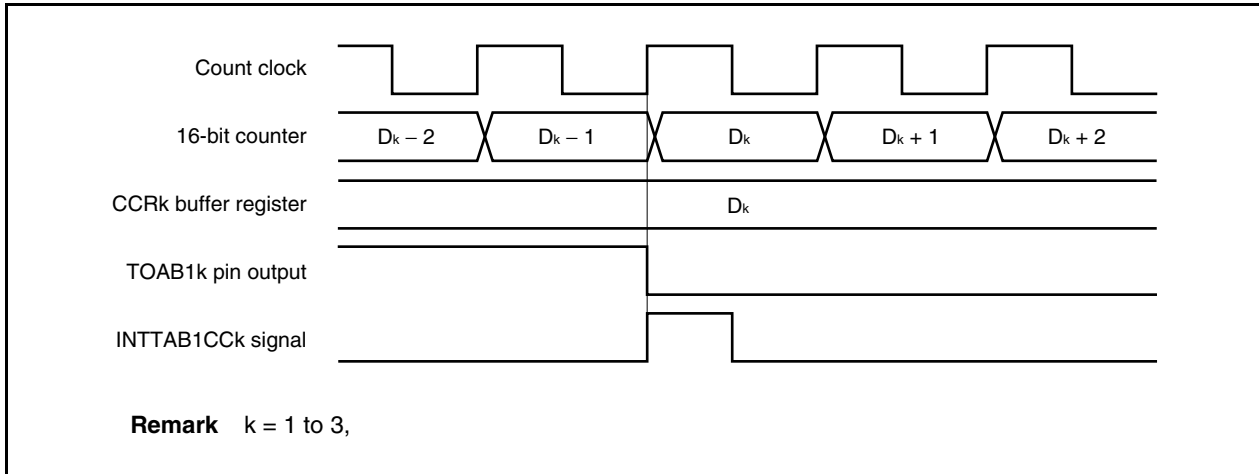 Count clock
16-bit counter
Dk − 2
Dk − 1
Dk
Dk + 1
Dk + 2
CCRk buffer register
Dk
TOAB1k pin output
INTTAB1CCk signal
Remark k = 1 to 3,